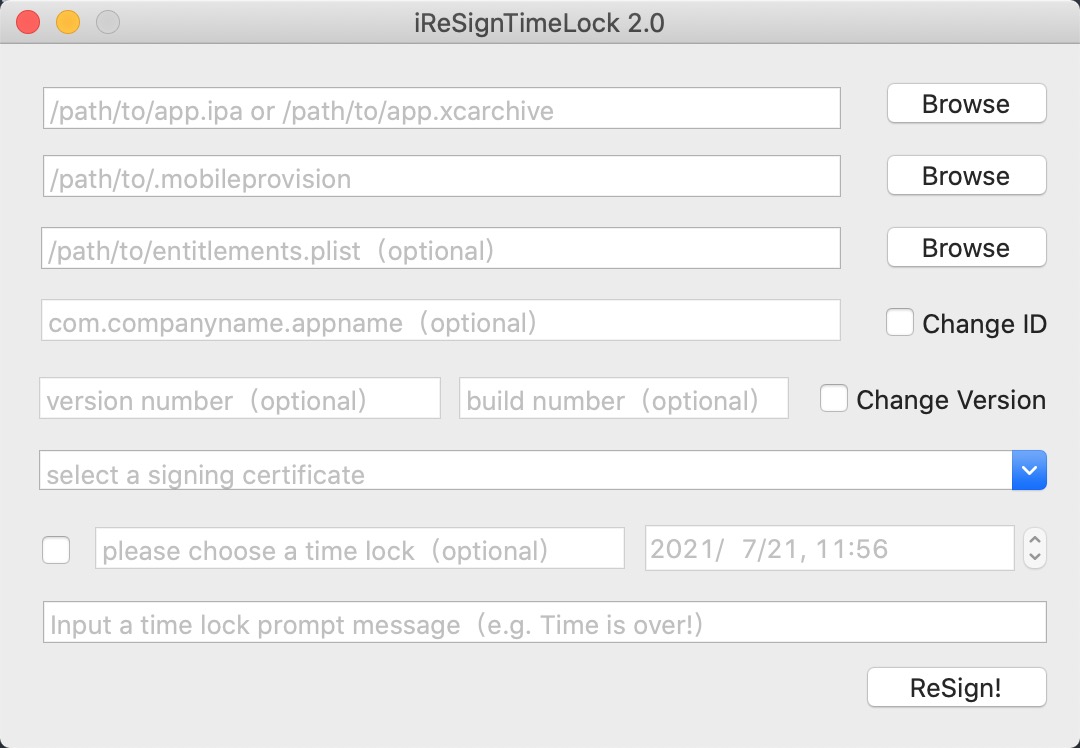 iReSignTimeLock 2.0
/path/to/app.ipa or /path/to/app.xcarchive Browse
/path/to/.mobileprovision Browse
/path/to/entitlements.plist（optional） Browse
com.companyname.appname（optional） Change ID
version number（optional） build number（optional） Change Version
select a signing certificate
please choose a time lock（optional） 2021/ 7/21, 11:56
Input a time lock prompt message（e.g. Time is over!）
ReSign!